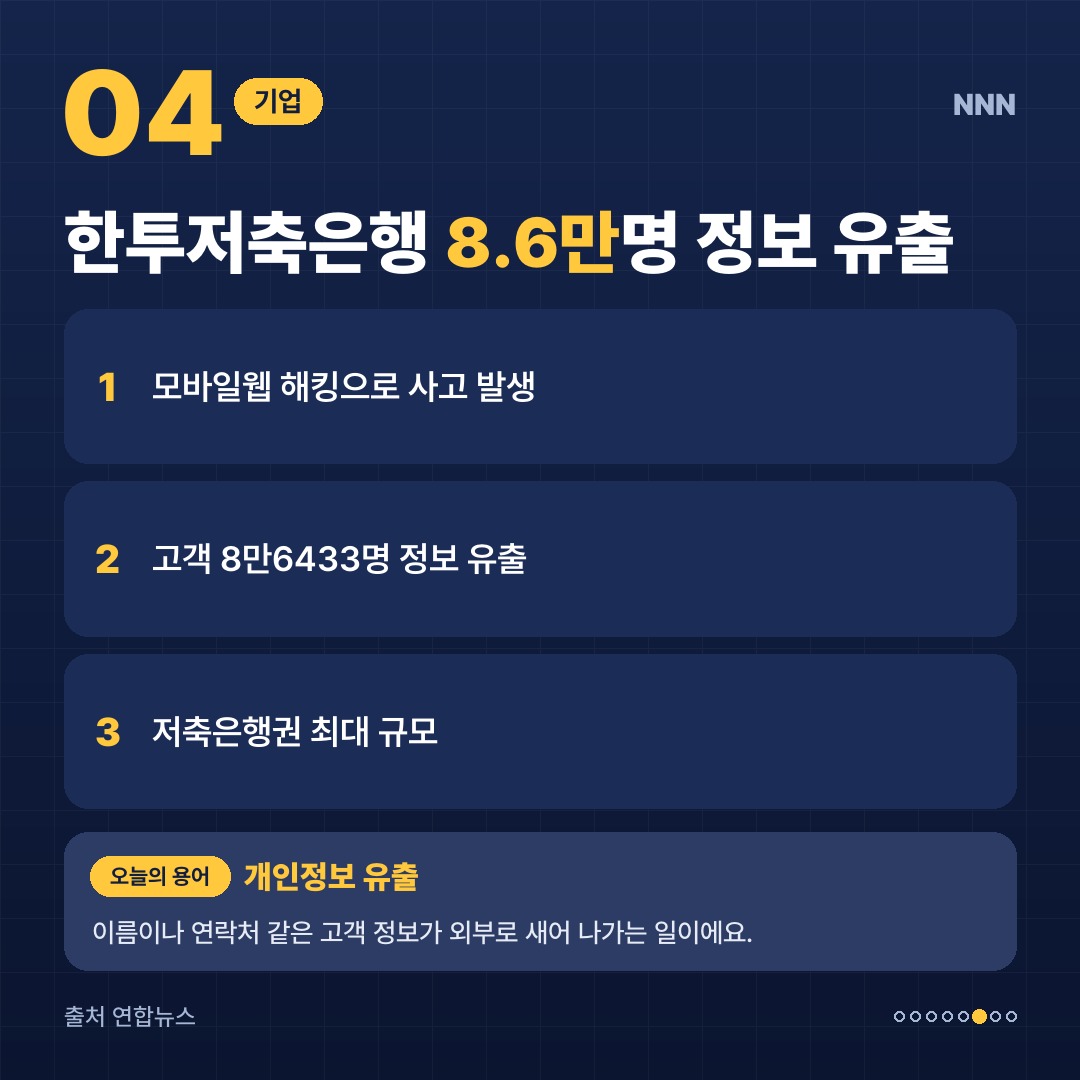 04 기업
NNN
한투저축은행 8.6만명 정보 유출
1 모바일웹 해킹으로 사고 발생
2 고객 8만6433명 정보 유출
3 저축은행권 최대 규모
오늘의 용어 개인정보 유출
이름이나 연락처 같은 고객 정보가 외부로 새어 나가는 일이에요.
출처 연합뉴스